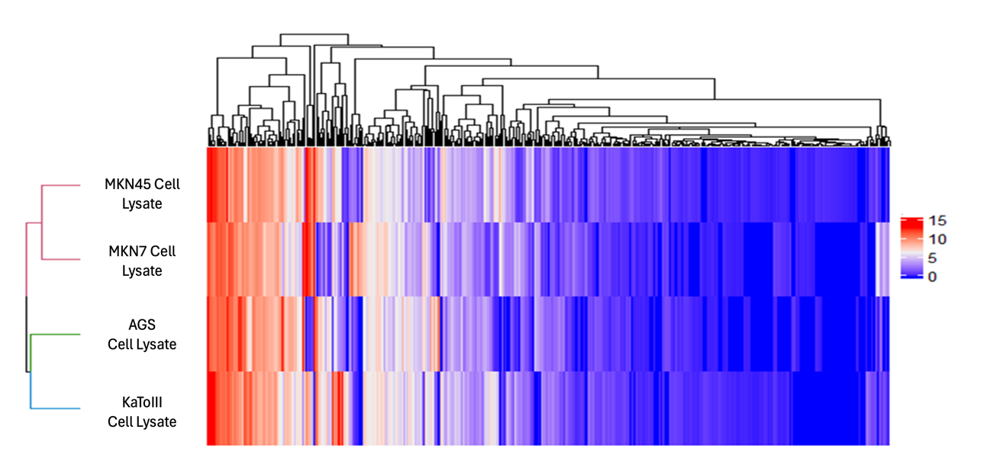 MKN45 Cell
Lysate
MKN7 Cell
Lysate
AGS
Cell Lysate
KaToIII
Cell Lysate
15
10
5
0